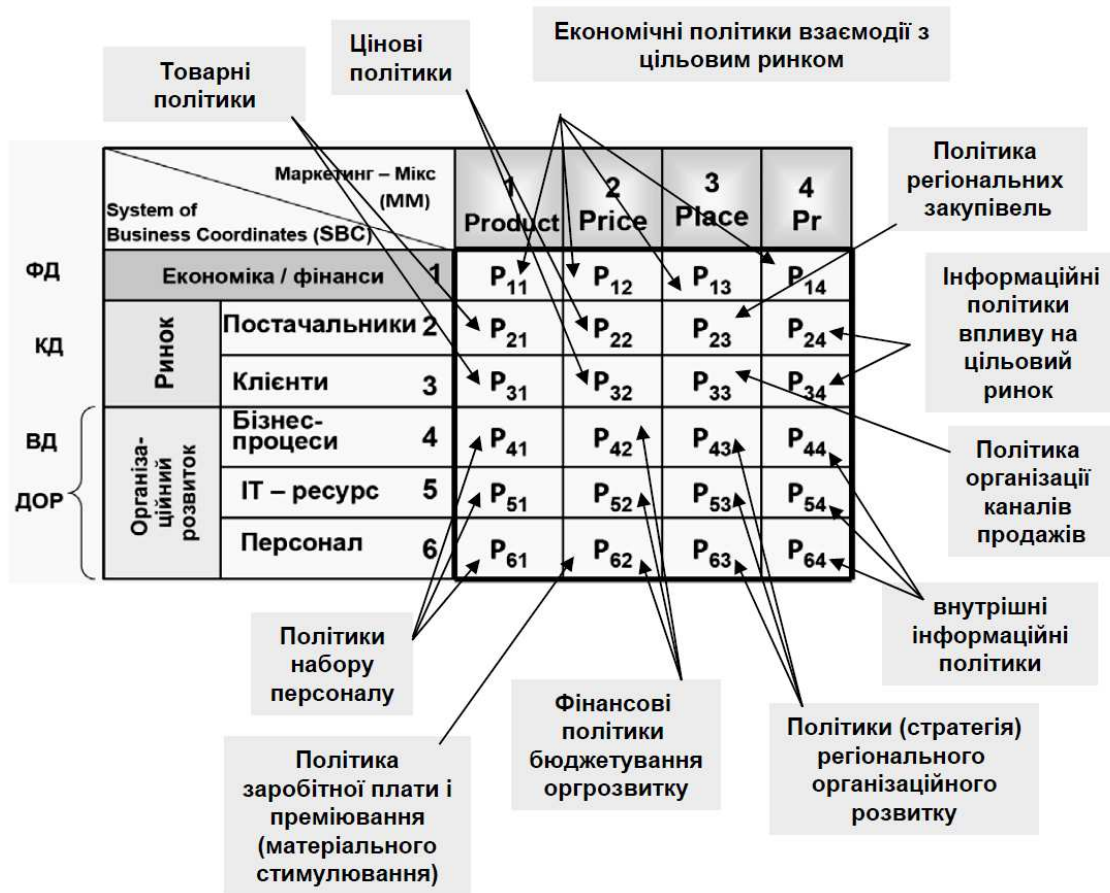 Економічні політики взаємодії з
цільовим ринком
Цінові
політики
Товарні
політики
Політика
регіональних
закупівель
Маркетинг – Мікс
(ММ)
System of
Business Coordinates (SBC)
1
Product
2
Price
3
Place
4
Pr
ФД
Економіка / фінанси 1
P11
P12
P13
P14
Інформаційні
політики
впливу на
цільовий
ринок
КД
Ринок
Постачальники 2
P21
P22
P23
P24
Клієнти 3
P31
P32
P33
P34
ВД
ДОР
Організа-
ційний
розвиток
Бізнес-
процеси 4
P41
P42
P43
P44
ІТ – ресурс 5
P51
P52
P53
P54
Персонал 6
P61
P62
P63
P64
Політика
організації
каналів
продажів
внутрішні
інформаційні
політики
Політики
набору
персоналу
Фінансові
політики
бюджетування
оргрозвитку
Політики (стратегія)
регіонального
організаційного
розвитку
Політика
заробітної плати і
преміювання
(матеріального
стимулювання)